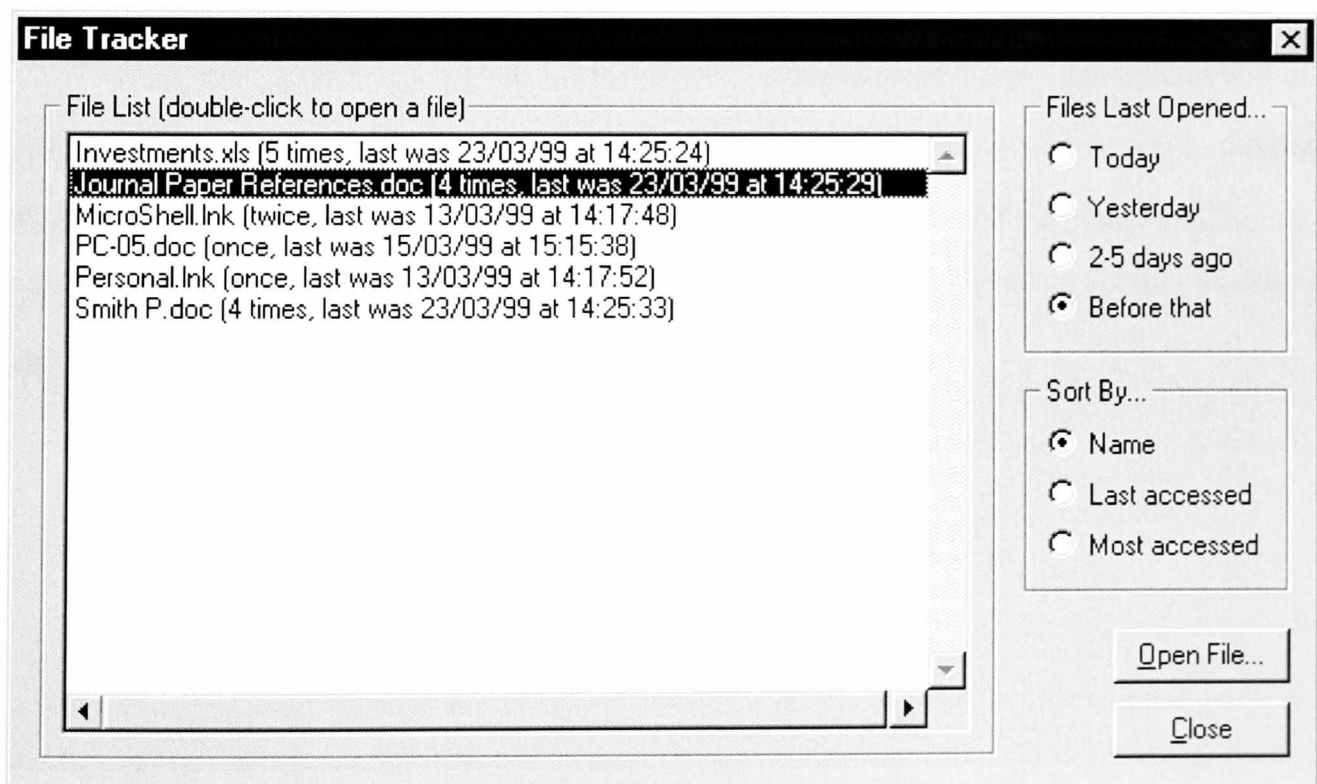 File Tracker
File List (double-click to open a file)
Investments.xls (5 times, last was 23/03/99 at 14:25:24)
Journal Paper References.doc (4 times, last was 23/03/99 at 14:25:29)
MicroShell.lnk (twice, last was 13/03/99 at 14:17:48)
PC-05.doc (once, last was 15/03/99 at 15:15:38)
Personal.lnk (once, last was 13/03/99 at 14:17:52)
Smith P.doc (4 times, last was 23/03/99 at 14:25:33)
Files Last Opened...
Today
Yesterday
2-5 days ago
Before that
Sort By...
Name
Last accessed
Most accessed
Open File...
Close